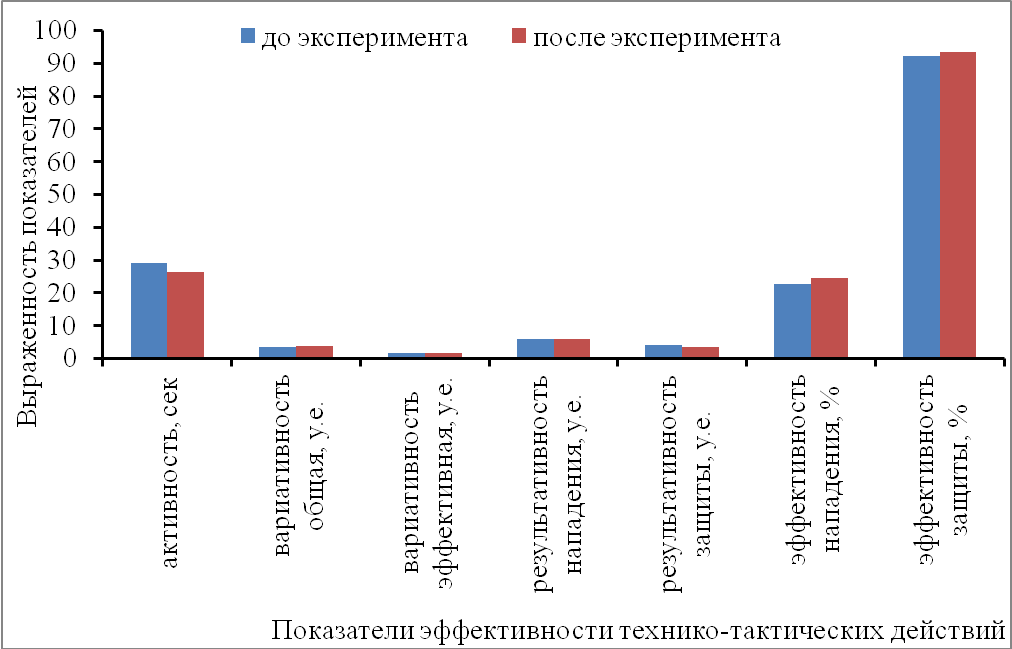 до эксперимента
после эксперимента
Выраженность показателей
100
90
80
70
60
50
40
30
20
10
0
активность, сек
вариативность
общая, у.е.
вариативность
эффективная, у.е.
результативность
нападения, у.е.
результативность
защиты, у.е.
эффективность
нападения, %
эффективность
защиты, %
Показатели эффективности технико-тактических действий